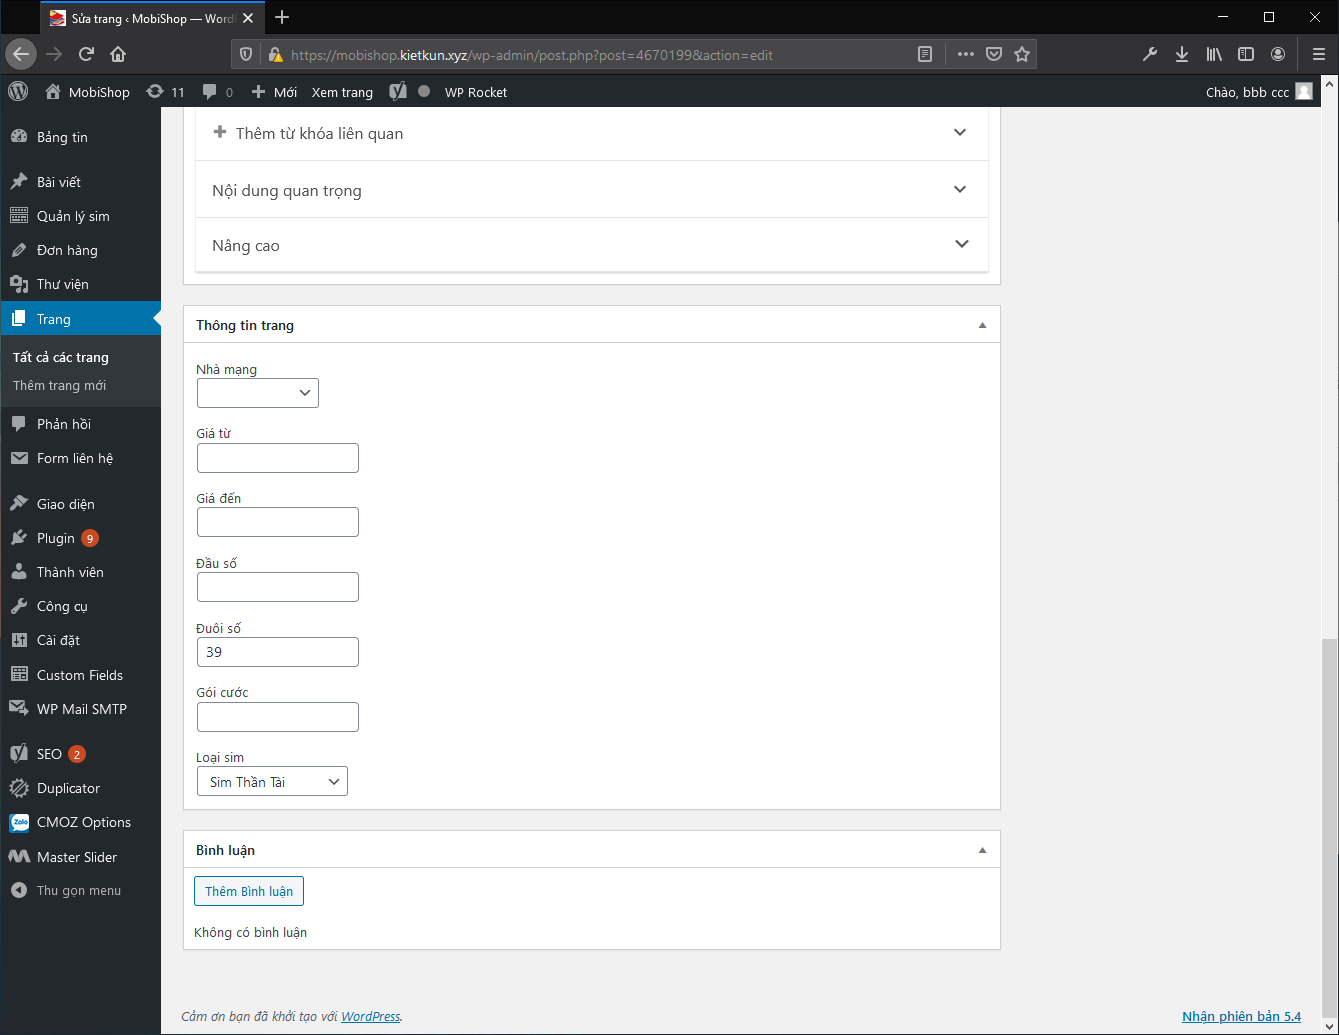 Sửa trang ‹ MobiShop — WordP
https://mobishop.kietkun.xyz/wp-admin/post.php?post=4670199&action=edit
MobiShop 11 0 Mới Xem trang WP Rocket Chào, bbb ccc
Bảng tin
Bài viết
Quản lý sim
Đơn hàng
Thư viện
Trang
Tất cả các trang
Thêm trang mới
Phản hồi
Form liên hệ
Giao diện
Plugin 9
Thành viên
Công cụ
Cài đặt
Custom Fields
WP Mail SMTP
SEO 2
Duplicator
Zalo CMOZ Options
Master Slider
Thu gọn menu
Thêm từ khóa liên quan
Nội dung quan trọng
Nâng cao
Thông tin trang
Nhà mạng
Giá từ
Giá đến
Đầu số
Đuôi số
39
Gói cước
Loại sim
Sim Thần Tài
Bình luận
Thêm Bình luận
Không có bình luận
Cảm ơn bạn đã khởi tạo với WordPress.
Nhận phiên bản 5.4